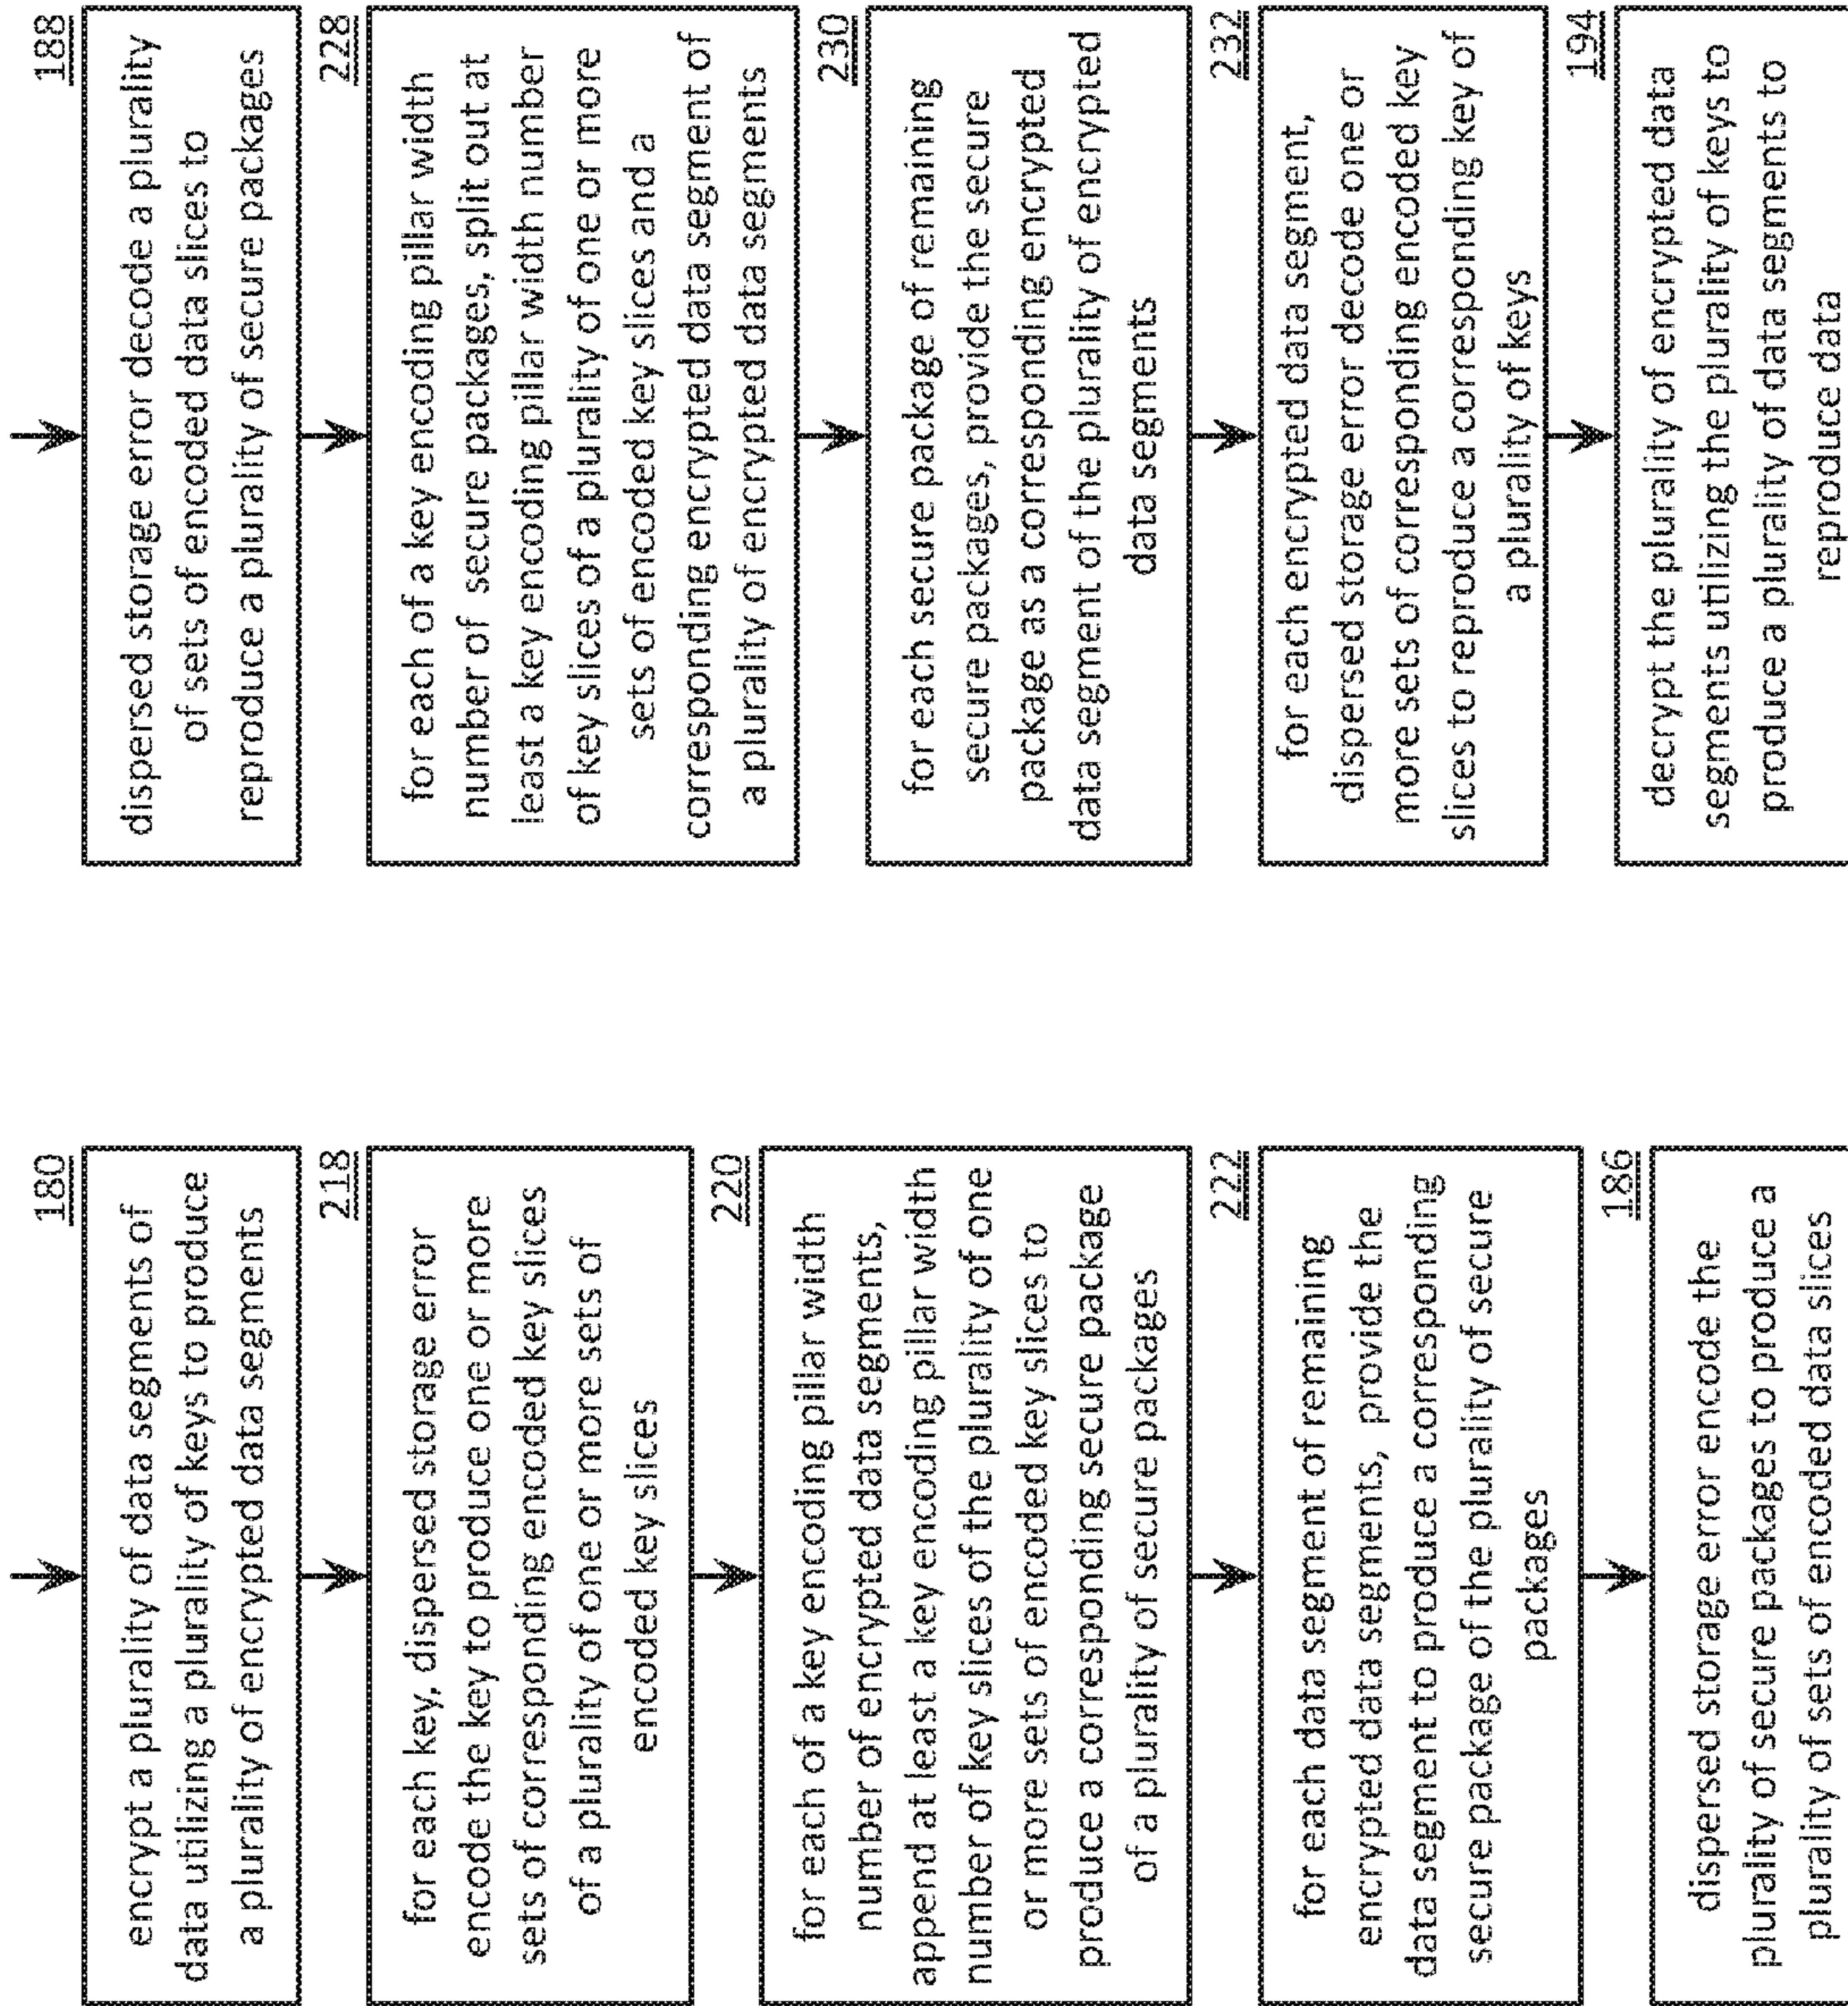 180
encrypt a plurality of data segments of
data utilizing a plurality of keys to produce
a plurality of encrypted data segments
218
for each key, dispersed storage error
encode the key to produce one or more
sets of corresponding encoded key slices
of a plurality of one or more sets of
encoded key slices
220
for each of a key encoding pillar width
number of encrypted data segments,
append at least a key encoding pillar width
number of key slices of the plurality of one
or more sets of encoded key slices to
produce a corresponding secure package
of a plurality of secure packages
222
for each data segment of remaining
encrypted data segments, provide the
data segment to produce a corresponding
secure package of the plurality of secure
packages
186
dispersed storage error encode the
plurality of secure packages to produce a
plurality of sets of encoded data slices
188
dispersed storage error decode a plurality
of sets of encoded data slices to
reproduce a plurality of secure packages
228
for each of a key encoding pillar width
number of secure packages, split out at
least a key encoding pillar width number
of key slices of a plurality of one or more
sets of encoded key slices and a
corresponding encrypted data segment of
a plurality of encrypted data segments
230
for each secure package of remaining
secure packages, provide the secure
package as a corresponding encrypted
data segment of the plurality of encrypted
data segments
232
for each encrypted data segment,
dispersed storage error decode one or
more sets of corresponding encoded key
slices to reproduce a corresponding key of
a plurality of keys
194
decrypt the plurality of encrypted data
segments utilizing the plurality of keys to
produce a plurality of data segments to
reproduce data